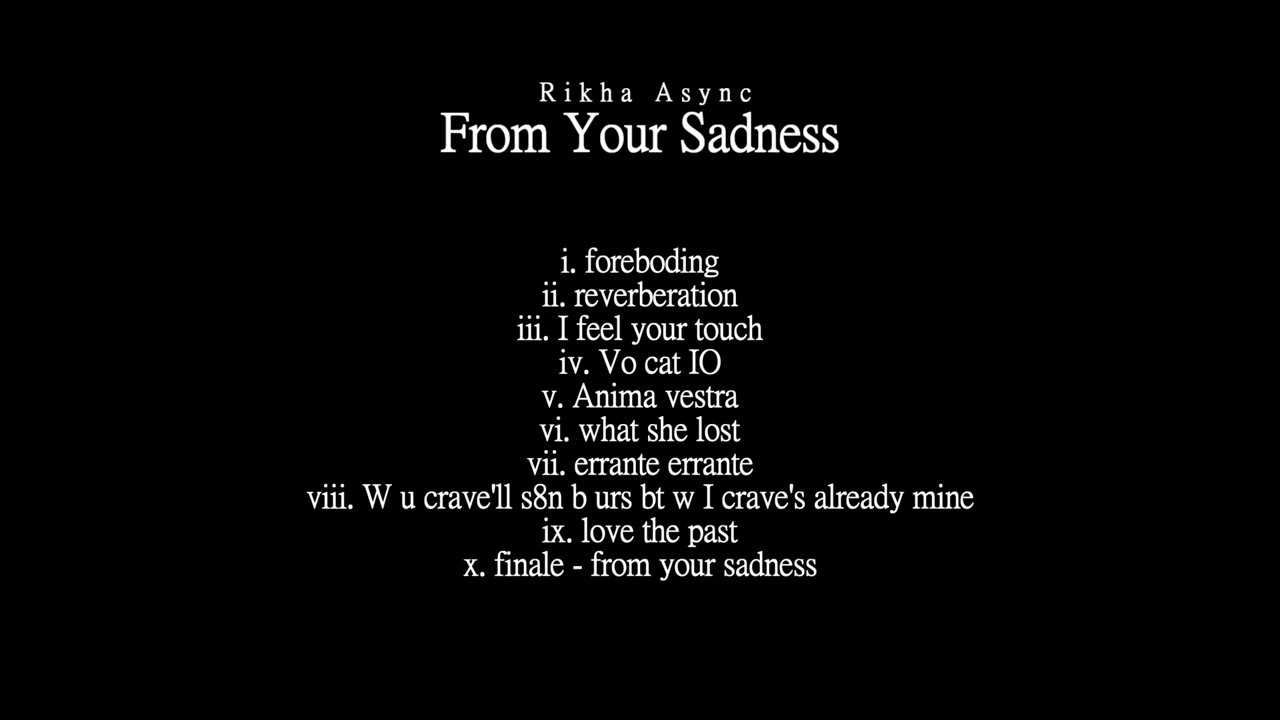 Rikha Async
From Your Sadness
i. foreboding
ii. reverberation
iii. I feel your touch
iv. Vo cat IO
v. Anima vestra
vi. what she lost
vii. errante errante
viii. W u crave'll s8n b urs bt w I crave's already mine
ix. love the past
x. finale - from your sadness